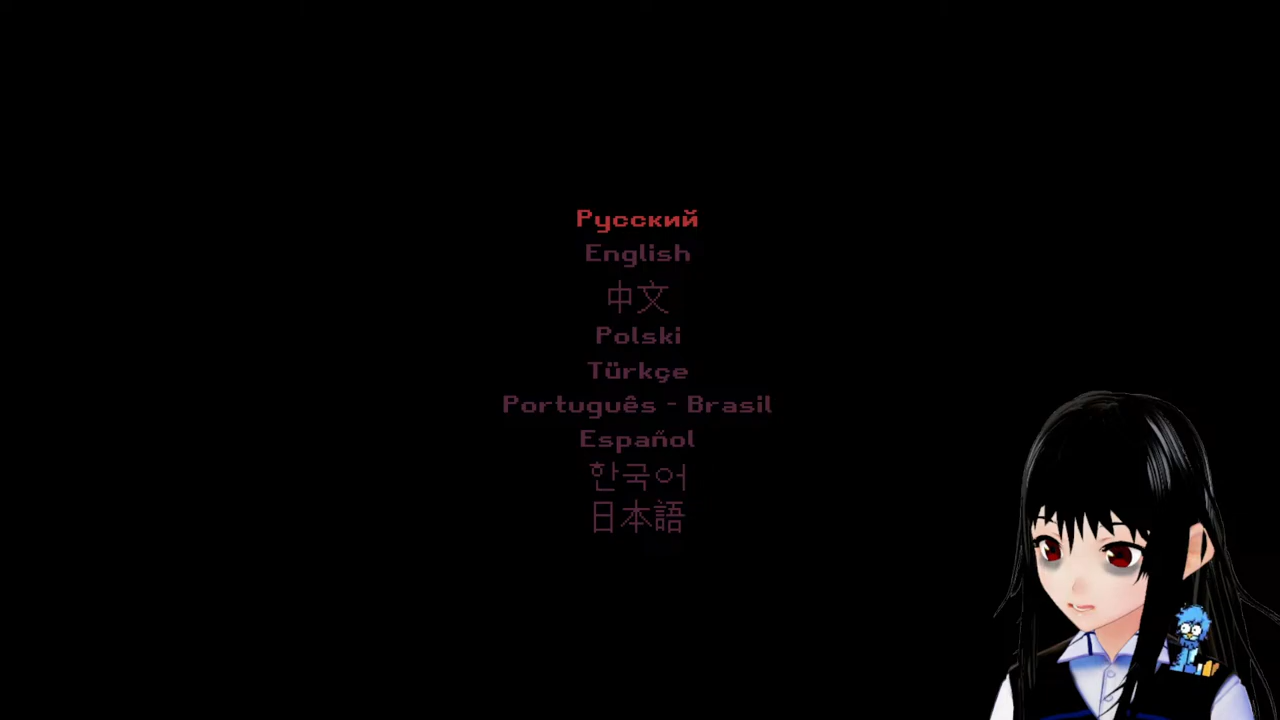 Русский
English
中文
Polski
Türkçe
Português - Brasil
Español
한국어
日本語